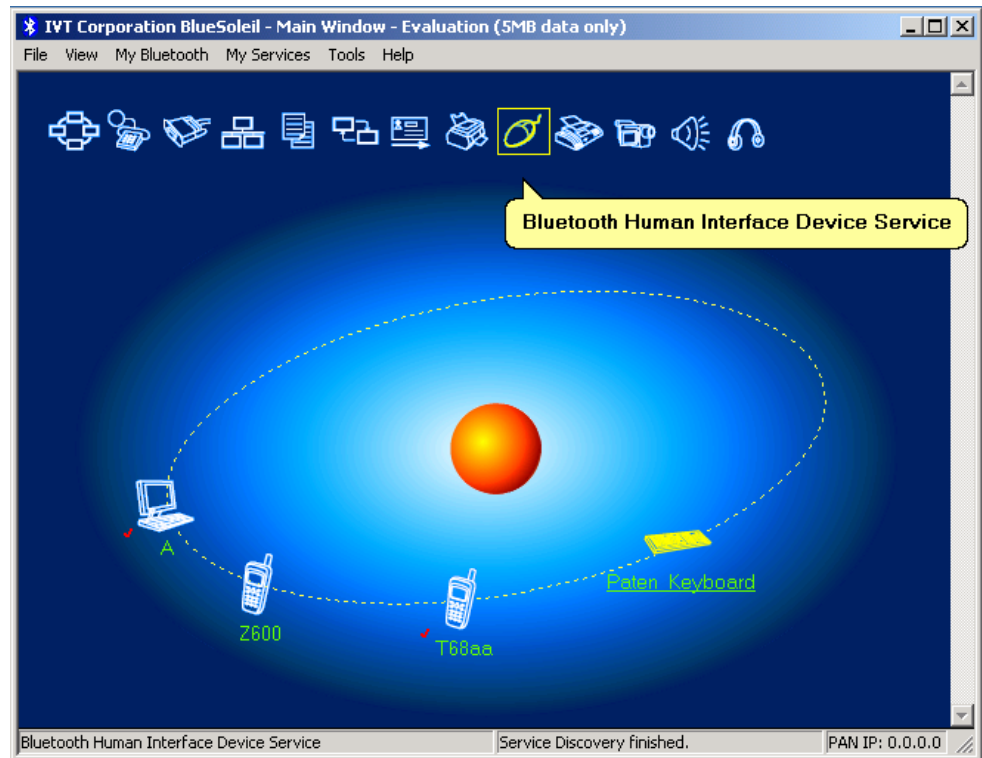 IVT Corporation BlueSoleil - Main Window - Evaluation (5MB data only)
File View My Bluetooth My Services Tools Help
Bluetooth Human Interface Device Service
A
Z600
T68aa
Paten Keyboard
Bluetooth Human Interface Device Service Service Discovery finished. PAN IP: 0.0.0.0